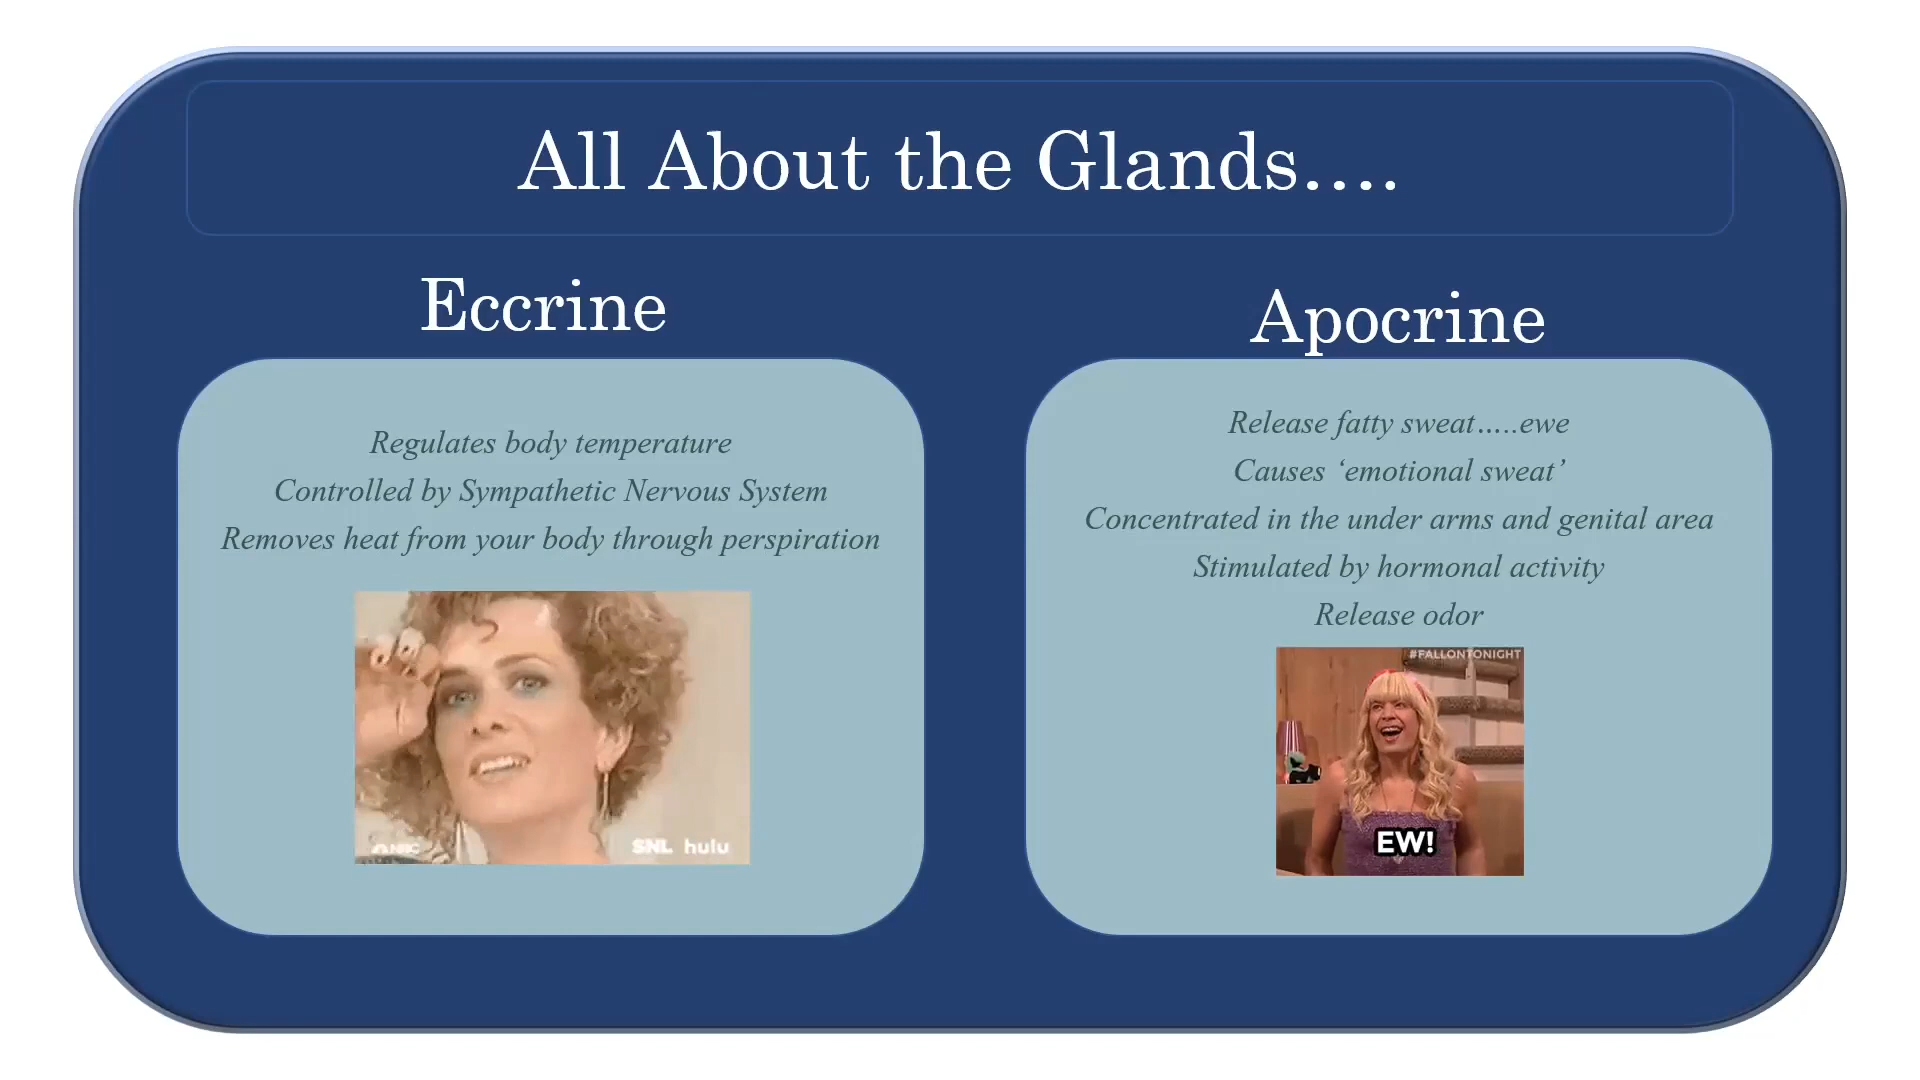 All About the Glands....
Eccrine
Regulates body temperature
Controlled by Sympathetic Nervous System
Removes heat from your body through perspiration
NBC
SNL hulu
Apocrine
Release fatty sweat.....ewe
Causes ‘emotional sweat’
Concentrated in the under arms and genital area
Stimulated by hormonal activity
Release odor
#FALLONTONIGHT
EW!